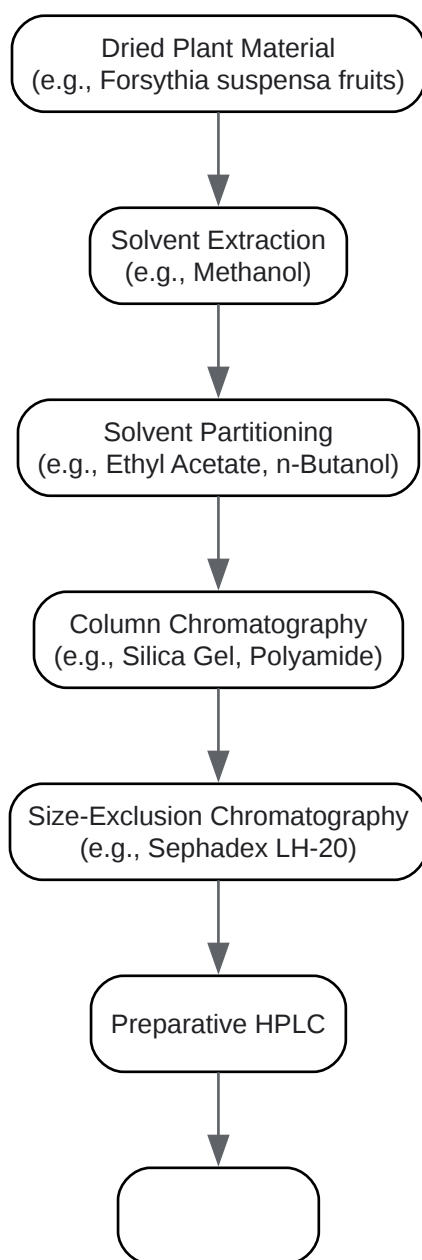 Dried Plant Material
(e.g., Forsythia suspensa fruits)
Solvent Extraction
(e.g., Methanol)
Solvent Partitioning
(e.g., Ethyl Acetate, n-Butanol)
Column Chromatography
(e.g., Silica Gel, Polyamide)
Size-Exclusion Chromatography
(e.g., Sephadex LH-20)
Preparative HPLC